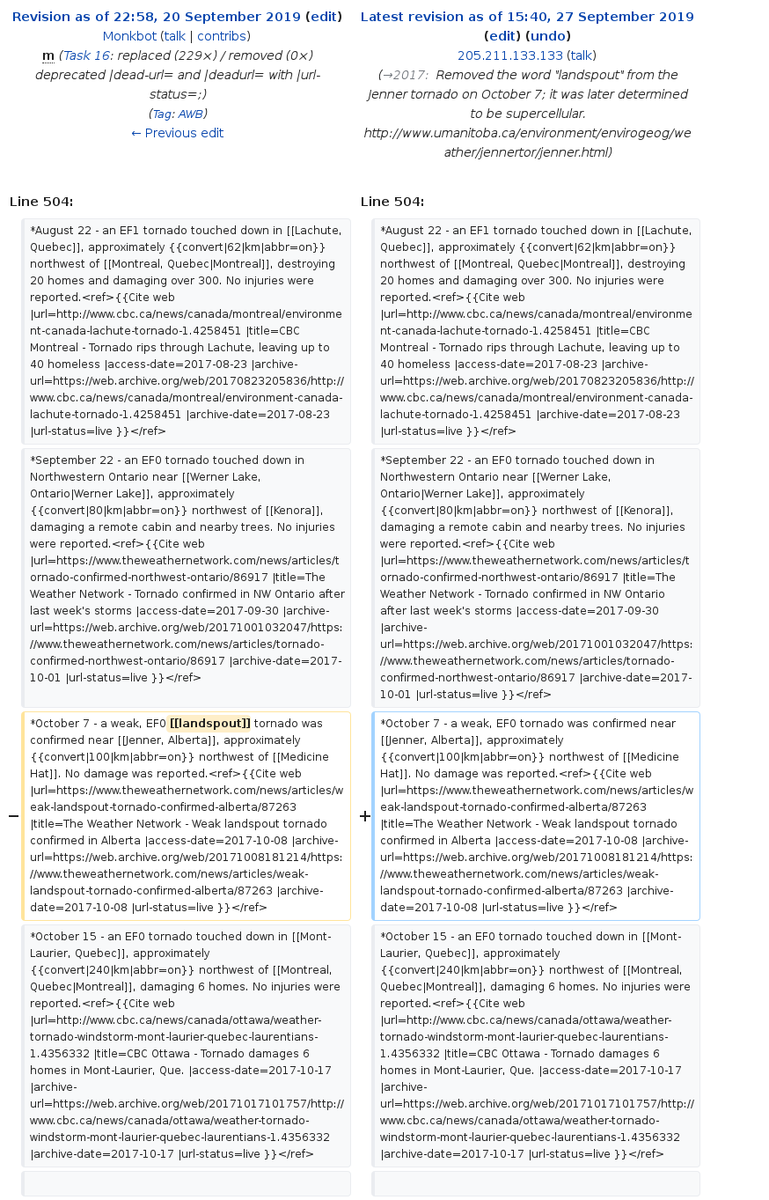 Revision as of 22:58, 20 September 2019 (edit)
Monkbot (talk | contribs)
m (Task 16: replaced (229×) / removed (0×)
deprecated |dead-url= and |deadurl= with |url-
status=;)
(Tag: AWB)
← Previous edit
Latest revision as of 15:40, 27 September 2019
(edit) (undo)
205.211.133.133 (talk)
(→2017: Removed the word "landspout" from the
Jenner tornado on October 7; it was later determined
to be supercellular.
http://www.umanitoba.ca/environment/envirogeog/we
ather/jennertor/jenner.html)
Line 504:
Line 504:
*August 22 - an EF1 tornado touched down in [[Lachute,
Quebec]], approximately {{convert|62|km|abbr=on}}
northwest of [[Montreal, Quebec|Montreal]], destroying
20 homes and damaging over 300. No injuries were
reported.<ref>{{Cite web
|url=http://www.cbc.ca/news/canada/montreal/environme
nt-canada-lachute-tornado-1.4258451 |title=CBC
Montreal - Tornado rips through Lachute, leaving up to
40 homeless |access-date=2017-08-23 |archive-
url=https://web.archive.org/web/20170823205836/http://
www.cbc.ca/news/canada/montreal/environment-canada-
lachute-tornado-1.4258451 |archive-date=2017-08-23
|url-status=live }}</ref>
*August 22 - an EF1 tornado touched down in [[Lachute,
Quebec]], approximately {{convert|62|km|abbr=on}}
northwest of [[Montreal, Quebec|Montreal]], destroying
20 homes and damaging over 300. No injuries were
reported.<ref>{{Cite web
|url=http://www.cbc.ca/news/canada/montreal/environme
nt-canada-lachute-tornado-1.4258451 |title=CBC
Montreal - Tornado rips through Lachute, leaving up to
40 homeless |access-date=2017-08-23 |archive-
url=https://web.archive.org/web/20170823205836/http://
www.cbc.ca/news/canada/montreal/environment-canada-
lachute-tornado-1.4258451 |archive-date=2017-08-23
|url-status=live }}</ref>
*September 22 - an EF0 tornado touched down in
Northwestern Ontario near [[Werner Lake,
Ontario|Werner Lake]], approximately
{{convert|80|km|abbr=on}} northwest of [[Kenora]],
damaging a remote cabin and nearby trees. No injuries
were reported.<ref>{{Cite web
|url=https://www.theweathernetwork.com/news/articles/t
ornado-confirmed-northwest-ontario/86917 |title=The
Weather Network - Tornado confirmed in NW Ontario after
last week's storms |access-date=2017-09-30 |archive-
url=https://web.archive.org/web/20171001032047/https:
//www.theweathernetwork.com/news/articles/tornado-
confirmed-northwest-ontario/86917 |archive-date=2017-
10-01 |url-status=live }}</ref>
*September 22 - an EF0 tornado touched down in
Northwestern Ontario near [[Werner Lake,
Ontario|Werner Lake]], approximately
{{convert|80|km|abbr=on}} northwest of [[Kenora]],
damaging a remote cabin and nearby trees. No injuries
were reported.<ref>{{Cite web
|url=https://www.theweathernetwork.com/news/articles/t
ornado-confirmed-northwest-ontario/86917 |title=The
Weather Network - Tornado confirmed in NW Ontario
after last week's storms |access-date=2017-09-30
|archive-
url=https://web.archive.org/web/20171001032047/https:
//www.theweathernetwork.com/news/articles/tornado-
confirmed-northwest-ontario/86917 |archive-date=2017-
10-01 |url-status=live }}</ref>
−
*October 7 - a weak, EF0 [[landspout]] tornado was
confirmed near [[Jenner, Alberta]], approximately
{{convert|100|km|abbr=on}} northwest of [[Medicine
Hat]]. No damage was reported.<ref>{{Cite web
|url=https://www.theweathernetwork.com/news/articles/w
eak-landspout-tornado-confirmed-alberta/87263
|title=The Weather Network - Weak landspout tornado
confirmed in Alberta |access-date=2017-10-08 |archive-
url=https://web.archive.org/web/20171008181214/https:
//www.theweathernetwork.com/news/articles/weak-
landspout-tornado-confirmed-alberta/87263 |archive-
date=2017-10-08 |url-status=live }}</ref>
+
*October 7 - a weak, EF0 tornado was confirmed near
[[Jenner, Alberta]], approximately
{{convert|100|km|abbr=on}} northwest of [[Medicine
Hat]]. No damage was reported.<ref>{{Cite web
|url=https://www.theweathernetwork.com/news/articles/w
eak-landspout-tornado-confirmed-alberta/87263
|title=The Weather Network - Weak landspout tornado
confirmed in Alberta |access-date=2017-10-08 |archive-
url=https://web.archive.org/web/20171008181214/https:
//www.theweathernetwork.com/news/articles/weak-
landspout-tornado-confirmed-alberta/87263 |archive-
date=2017-10-08 |url-status=live }}</ref>
*October 15 - an EF0 tornado touched down in [[Mont-
Laurier, Quebec]], approximately
{{convert|240|km|abbr=on}} northwest of [[Montreal,
Quebec|Montreal]], damaging 6 homes. No injuries were
reported.<ref>{{Cite web
|url=http://www.cbc.ca/news/canada/ottawa/weather-
tornado-windstorm-mont-laurier-quebec-laurentians-
1.4356332 |title=CBC Ottawa - Tornado damages 6
homes in Mont-Laurier, Que. |access-date=2017-10-17
|archive-
url=https://web.archive.org/web/20171017101757/http://
www.cbc.ca/news/canada/ottawa/weather-tornado-
windstorm-mont-laurier-quebec-laurentians-1.4356332
|archive-date=2017-10-17 |url-status=live }}</ref>
*October 15 - an EF0 tornado touched down in [[Mont-
Laurier, Quebec]], approximately
{{convert|240|km|abbr=on}} northwest of [[Montreal,
Quebec|Montreal]], damaging 6 homes. No injuries were
reported.<ref>{{Cite web
|url=http://www.cbc.ca/news/canada/ottawa/weather-
tornado-windstorm-mont-laurier-quebec-laurentians-
1.4356332 |title=CBC Ottawa - Tornado damages 6
homes in Mont-Laurier, Que. |access-date=2017-10-17
|archive-
url=https://web.archive.org/web/20171017101757/http://
www.cbc.ca/news/canada/ottawa/weather-tornado-
windstorm-mont-laurier-quebec-laurentians-1.4356332
|archive-date=2017-10-17 |url-status=live }}</ref>